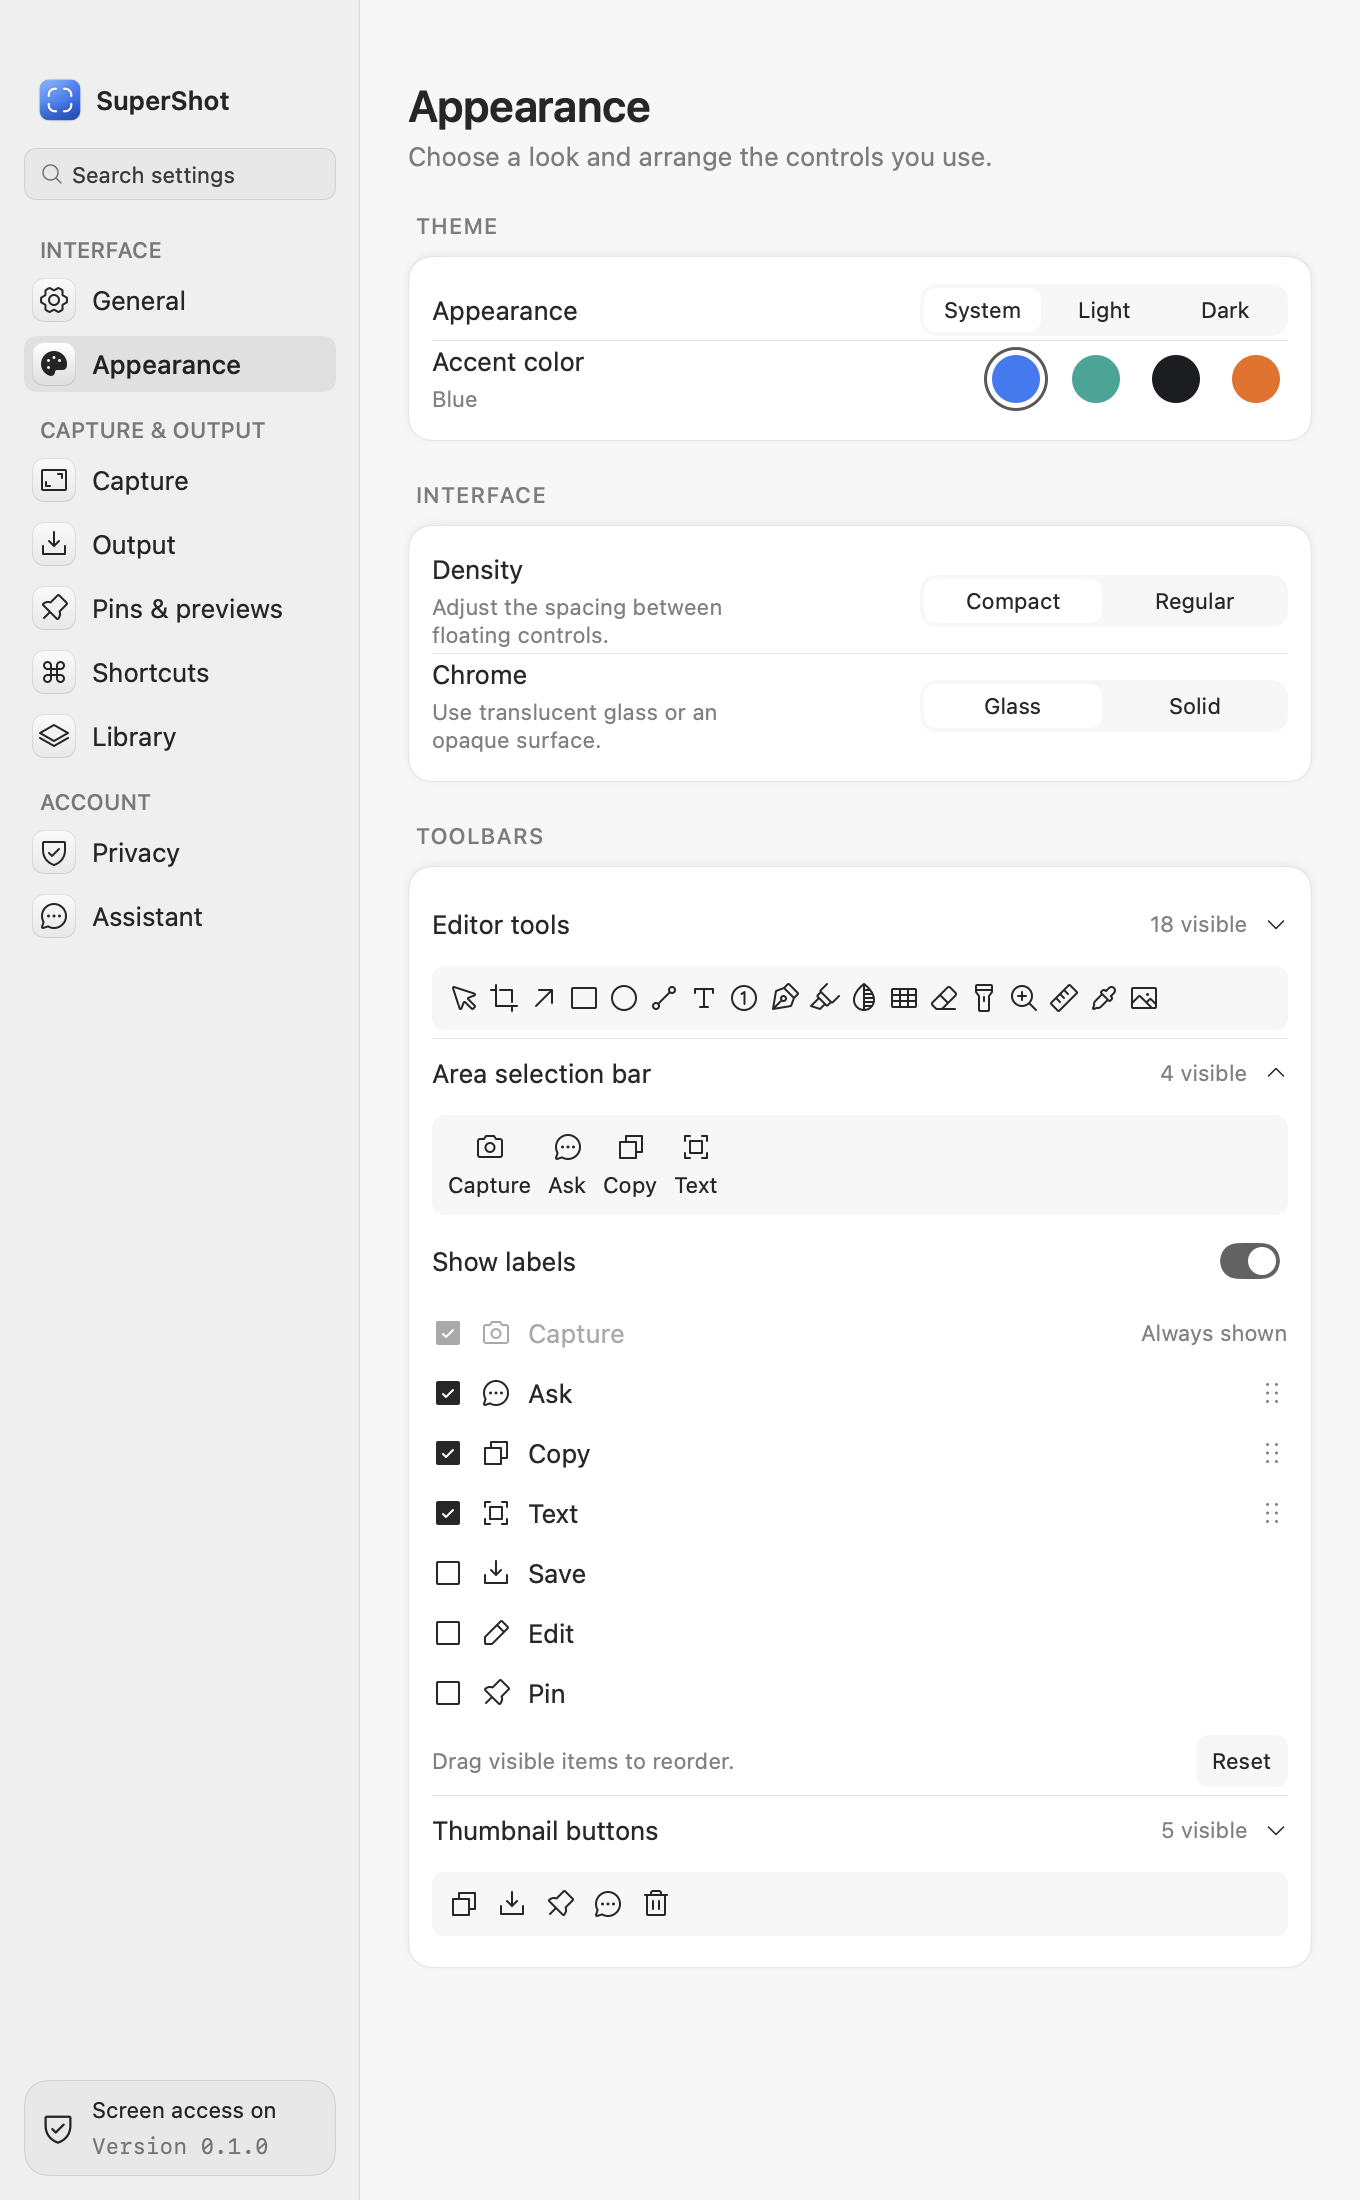 SuperShot
Search settings
INTERFACE
General
Appearance
CAPTURE & OUTPUT
Capture
Output
Pins & previews
Shortcuts
Library
ACCOUNT
Privacy
Assistant
Screen access on
Version 0.1.0
Appearance
Choose a look and arrange the controls you use.
THEME
Appearance
System Light Dark
Accent color
Blue
INTERFACE
Density
Adjust the spacing between
floating controls.
Compact Regular
Chrome
Use translucent glass or an
opaque surface.
Glass Solid
TOOLBARS
Editor tools 18 visible
T 1
Area selection bar 4 visible
Capture Ask Copy Text
Show labels
Capture Always shown
Ask
Copy
Text
Save
Edit
Pin
Drag visible items to reorder. Reset
Thumbnail buttons 5 visible